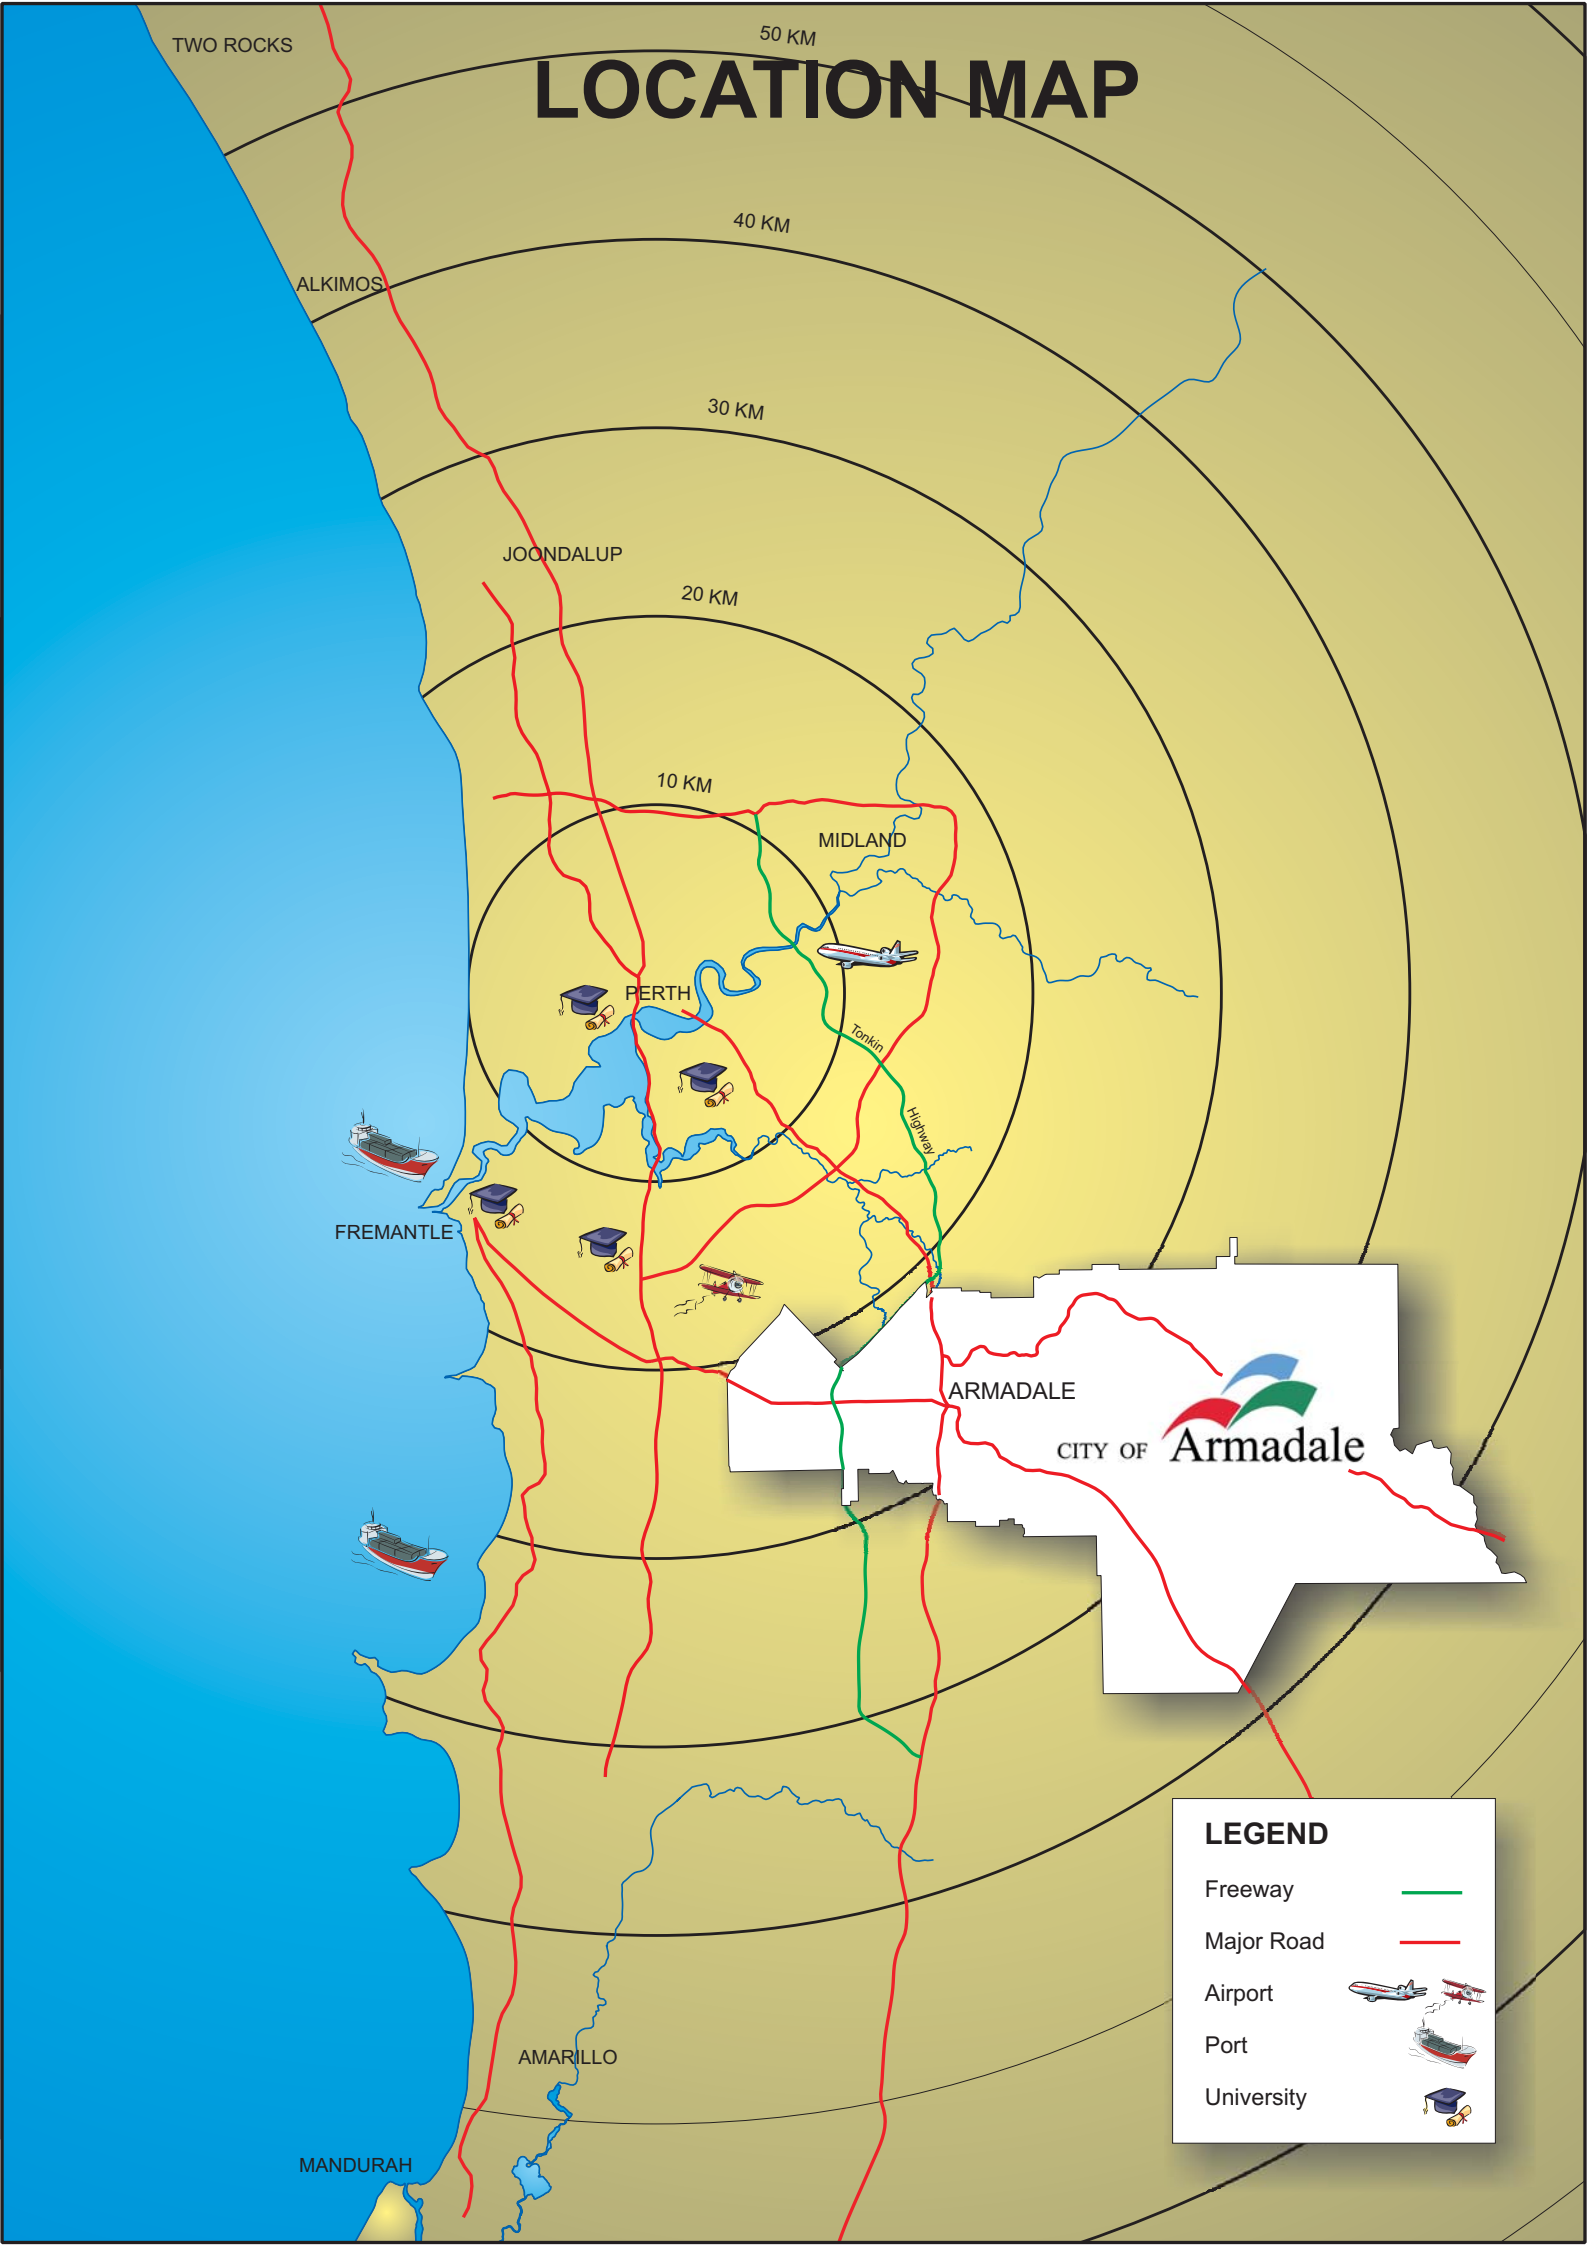 TWO ROCKS
50 KM
LOCATION MAP
40 KM
ALKIMOS
30 KM
JOONDALUP
20 KM
10 KM
MIDLAND
PERTH
Tonkin
Highway
FREMANTLE
ARMADALE
CITY OF Armadale
LEGEND
Freeway
Major Road
Airport
Port
University
AMARILLO
MANDURAH